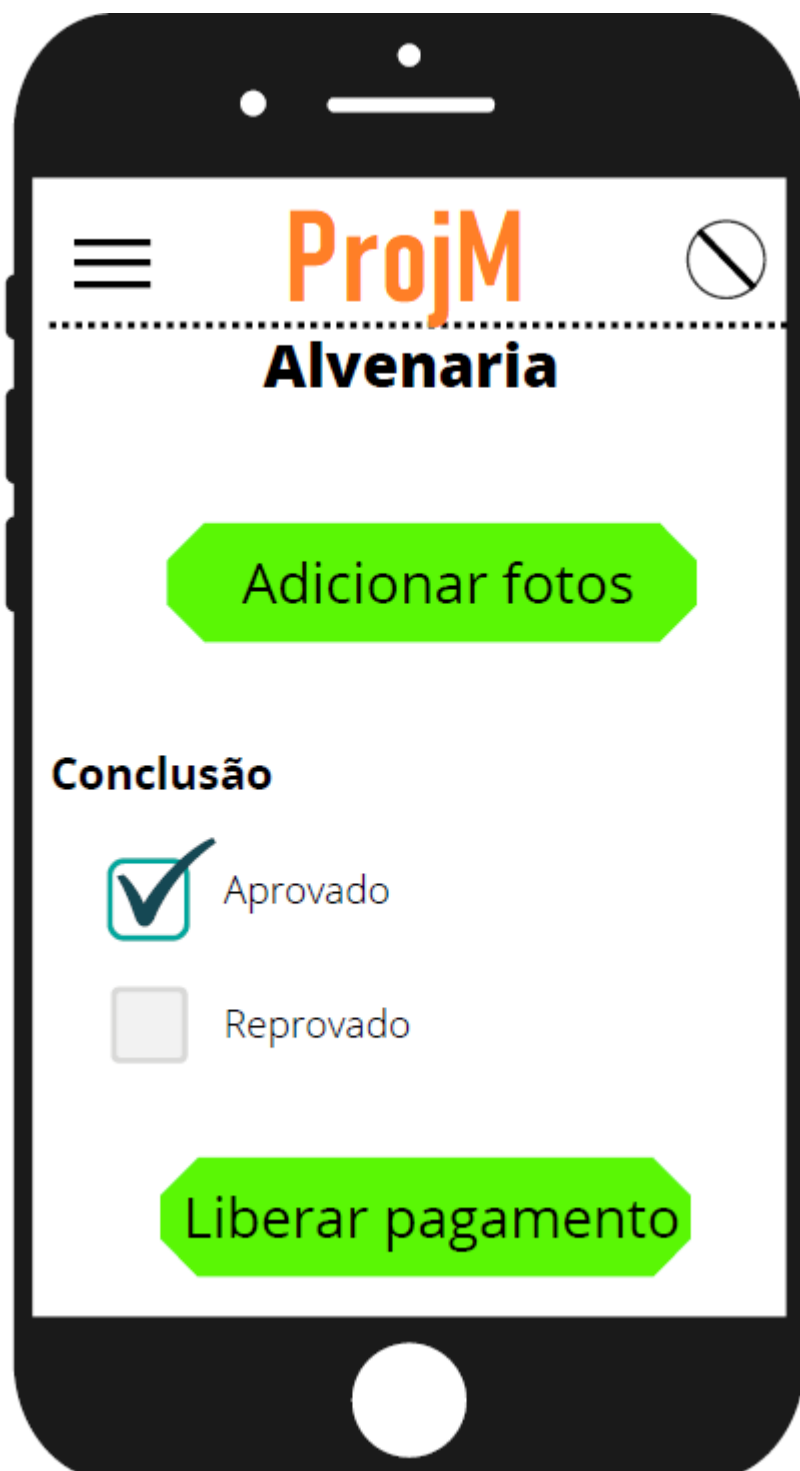 ProjM
Alvenaria
Adicionar fotos
Conclusão
Aprovado
Reprovado
Liberar pagamento